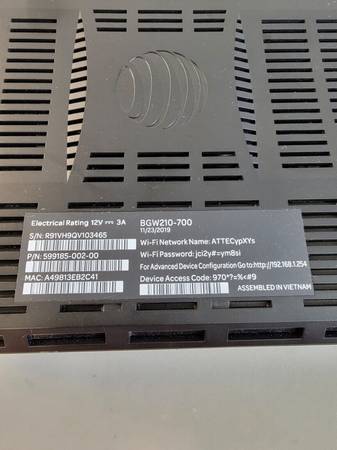 Electrical Rating 12V ⎓ 3A
S/N: R91VH9QV103465
P/N: 599185-002-00
MAC: A49813EB2C41
BGW210-700
11/23/2019
Wi-Fi Network Name: ATTECypXYs
Wi-Fi Password: jci2y#=ym8si
For Advanced Device Configuration Go to: http://192.168.1.254
Device Access Code: 970*?=%<#9
ASSEMBLED IN VIETNAM